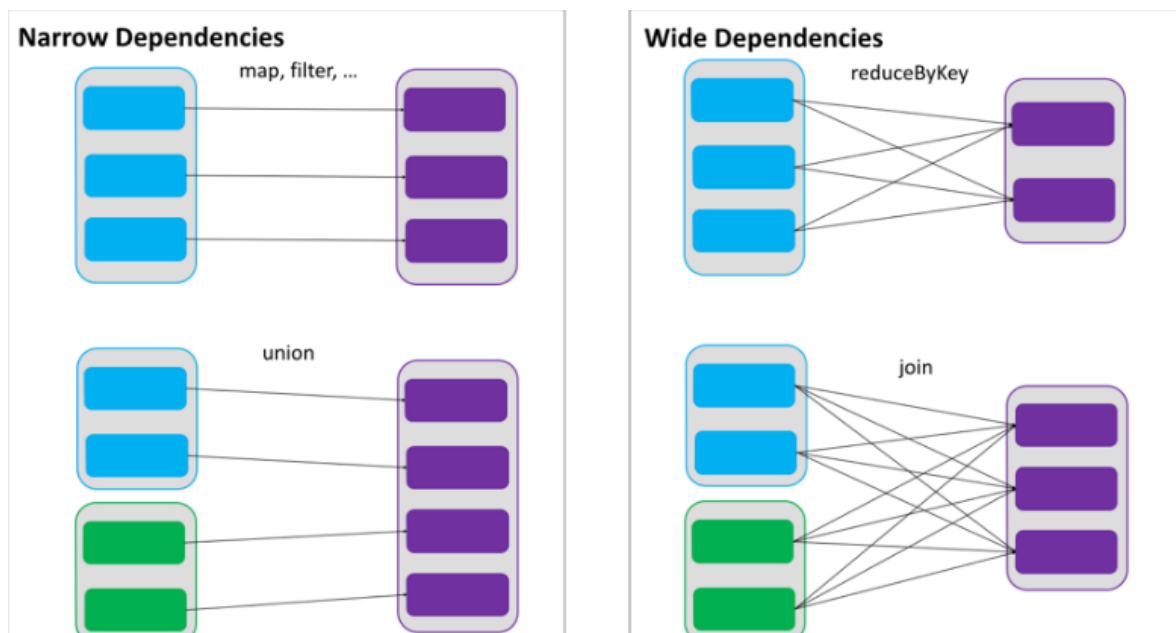 Narrow Dependencies
map, filter, ...
union
Wide Dependencies
reduceByKey
join